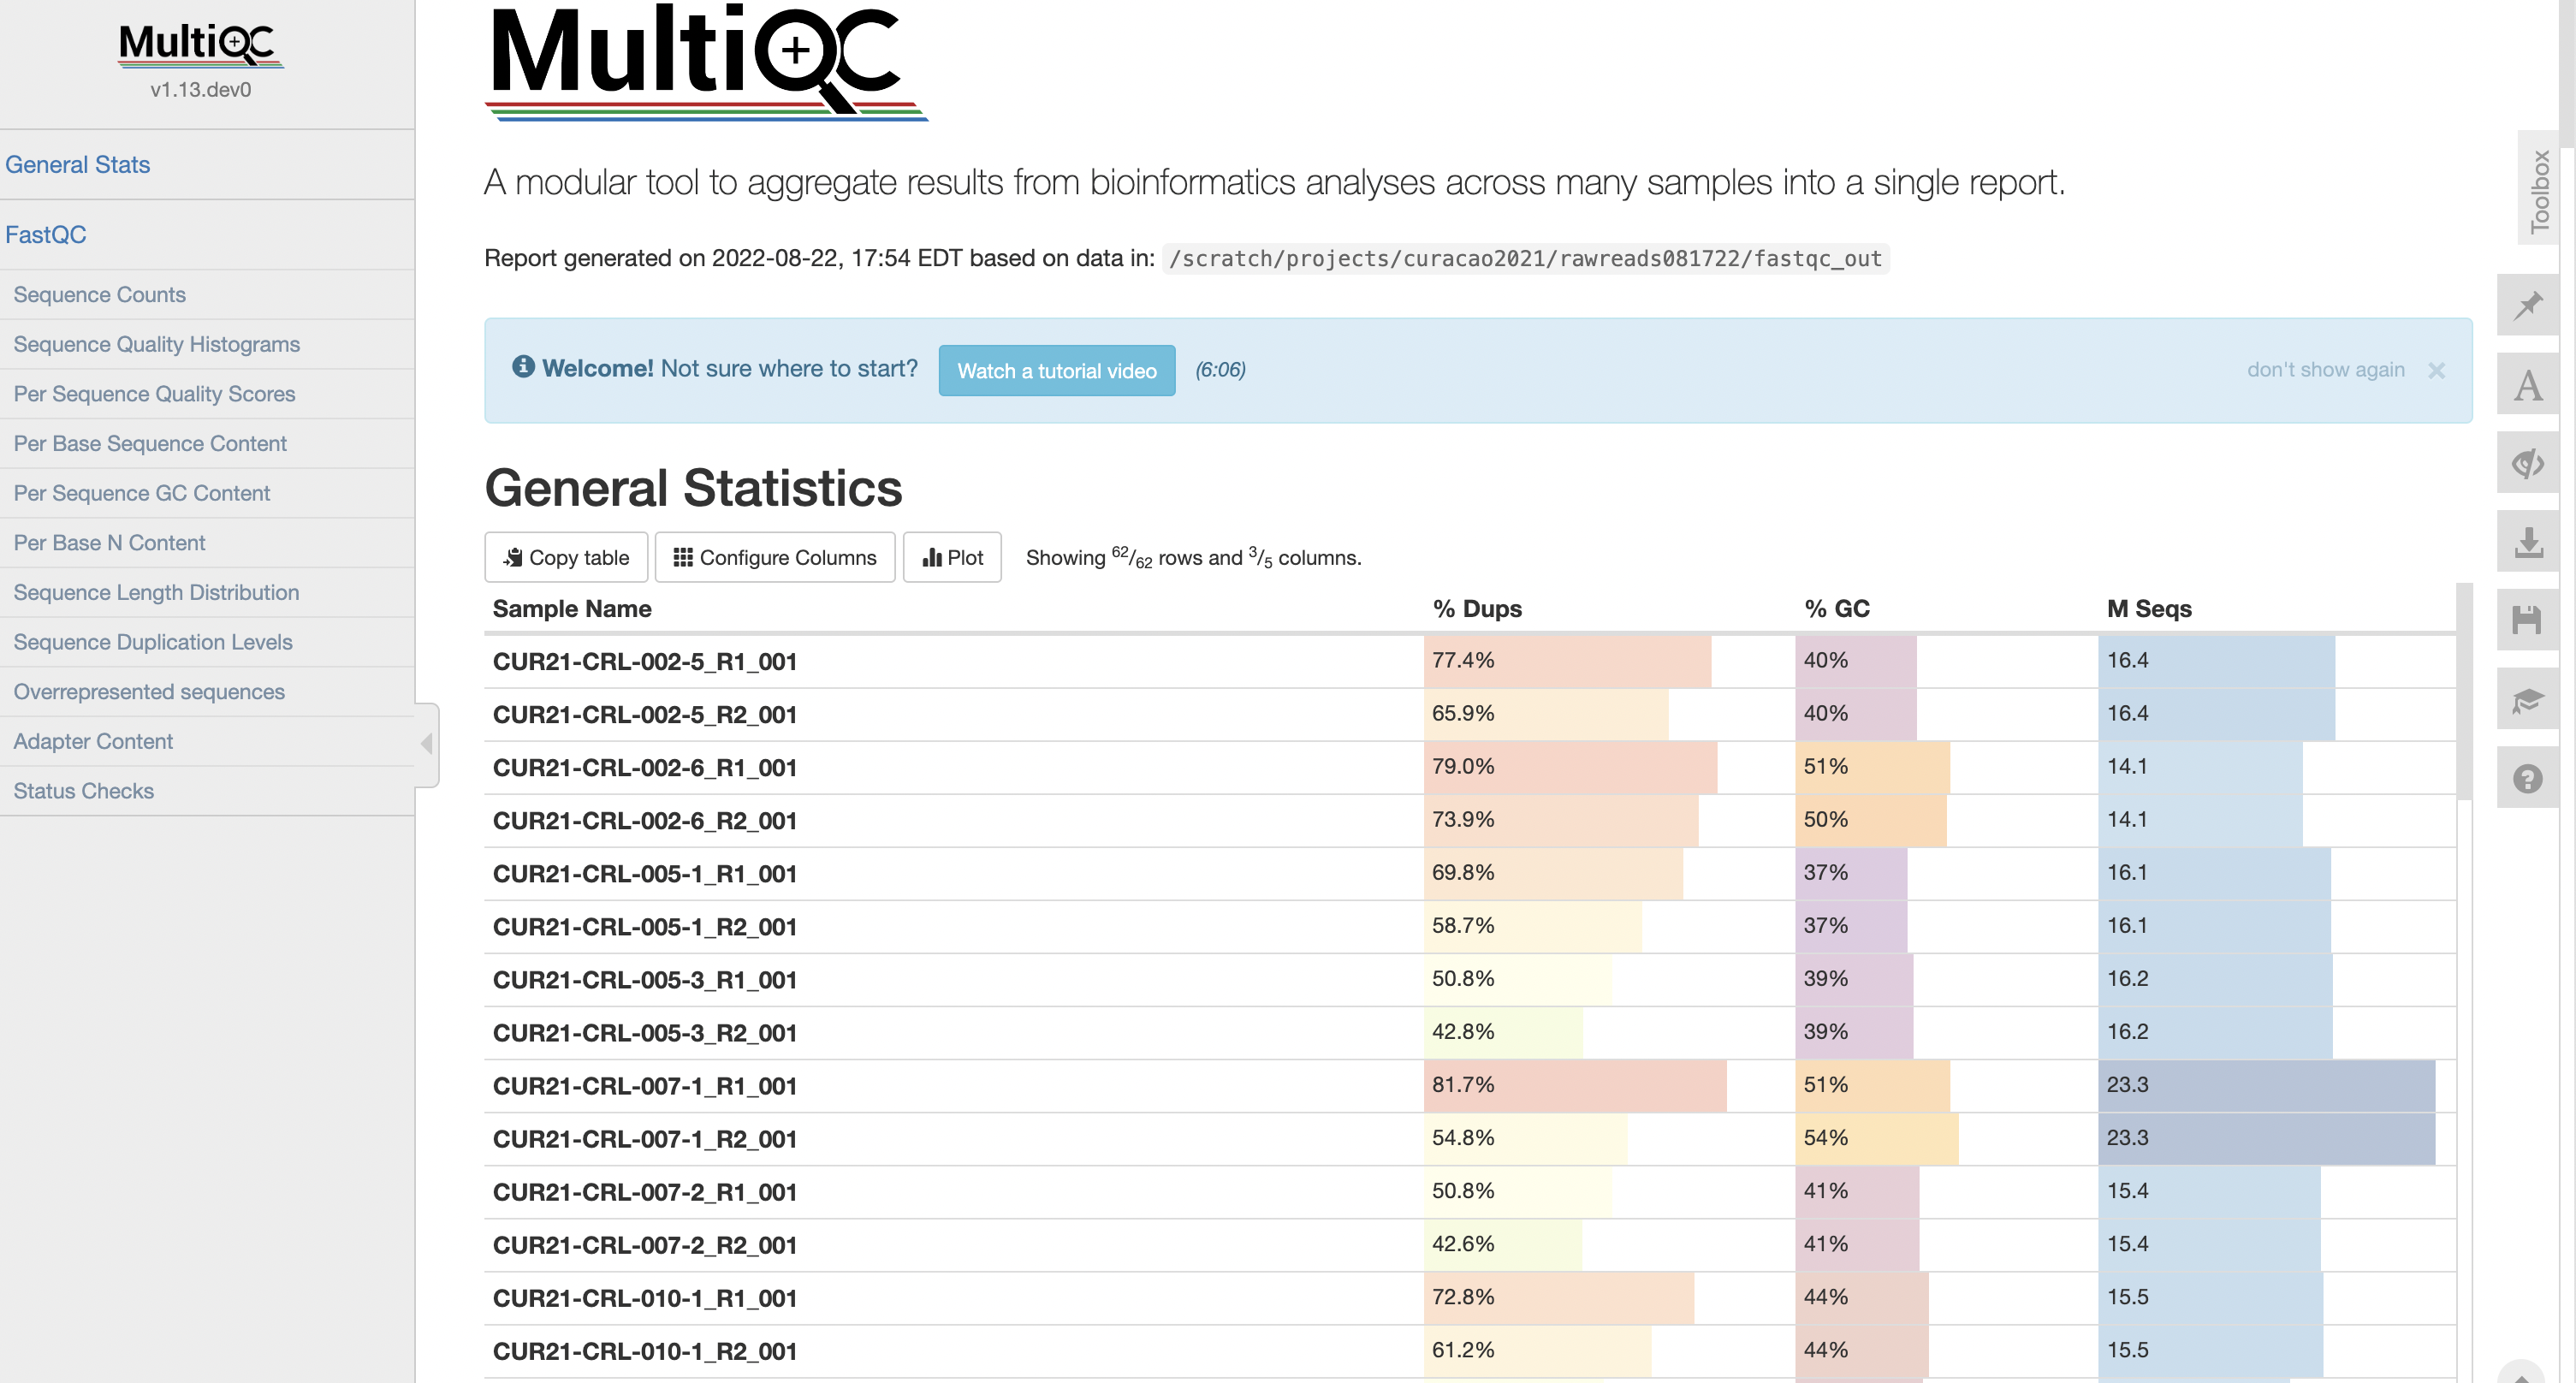 MultiQC
v1.13.dev0
General Stats
FastQC
Sequence Counts
Sequence Quality Histograms
Per Sequence Quality Scores
Per Base Sequence Content
Per Sequence GC Content
Per Base N Content
Sequence Length Distribution
Sequence Duplication Levels
Overrepresented sequences
Adapter Content
Status Checks
MultiQC
A modular tool to aggregate results from bioinformatics analyses across many samples into a single report.
Report generated on 2022-08-22, 17:54 EDT based on data in: /scratch/projects/curacao2021/rawreads081722/fastqc_out
Welcome! Not sure where to start? Watch a tutorial video (6:06) don't show again ×
General Statistics
Copy table Configure Columns Plot Showing 62/62 rows and 3/5 columns.
Sample Name % Dups % GC M Seqs
CUR21-CRL-002-5_R1_001 77.4% 40% 16.4
CUR21-CRL-002-5_R2_001 65.9% 40% 16.4
CUR21-CRL-002-6_R1_001 79.0% 51% 14.1
CUR21-CRL-002-6_R2_001 73.9% 50% 14.1
CUR21-CRL-005-1_R1_001 69.8% 37% 16.1
CUR21-CRL-005-1_R2_001 58.7% 37% 16.1
CUR21-CRL-005-3_R1_001 50.8% 39% 16.2
CUR21-CRL-005-3_R2_001 42.8% 39% 16.2
CUR21-CRL-007-1_R1_001 81.7% 51% 23.3
CUR21-CRL-007-1_R2_001 54.8% 54% 23.3
CUR21-CRL-007-2_R1_001 50.8% 41% 15.4
CUR21-CRL-007-2_R2_001 42.6% 41% 15.4
CUR21-CRL-010-1_R1_001 72.8% 44% 15.5
CUR21-CRL-010-1_R2_001 61.2% 44% 15.5
Toolbox
A